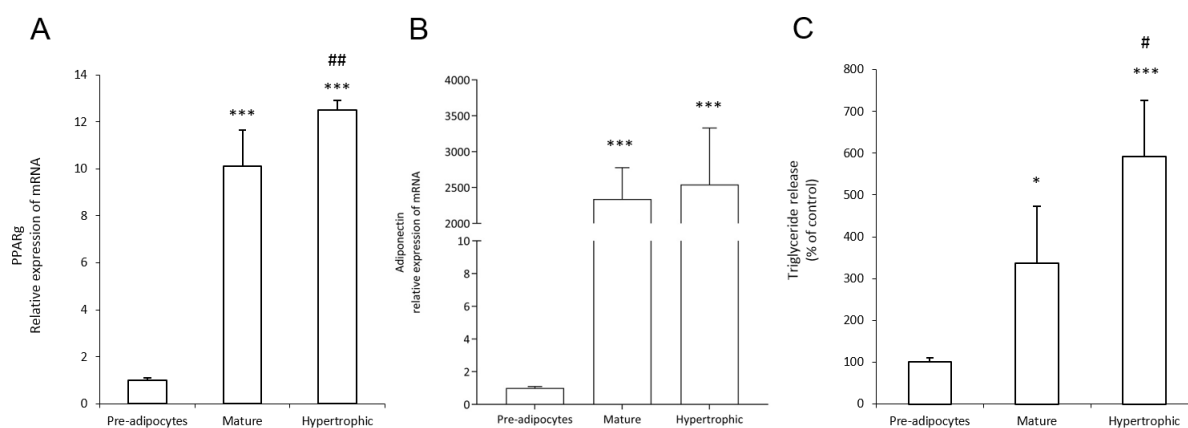 A
PPARg
Relative expression of mRNA
14
12
10
8
6
4
2
0
***
##
***
Pre-adipocytes
Mature
Hypertrophic
B
Adiponectin
relative expression of mRNA
4000
3500
3000
2500
2000
10
8
6
4
2
0
***
***
Pre-adipocytes
Mature
Hypertrophic
C
Triglyceride release
(% of control)
800
700
600
500
400
300
200
100
0
*
#
***
Pre-adipocytes
Mature
Hypertrophic